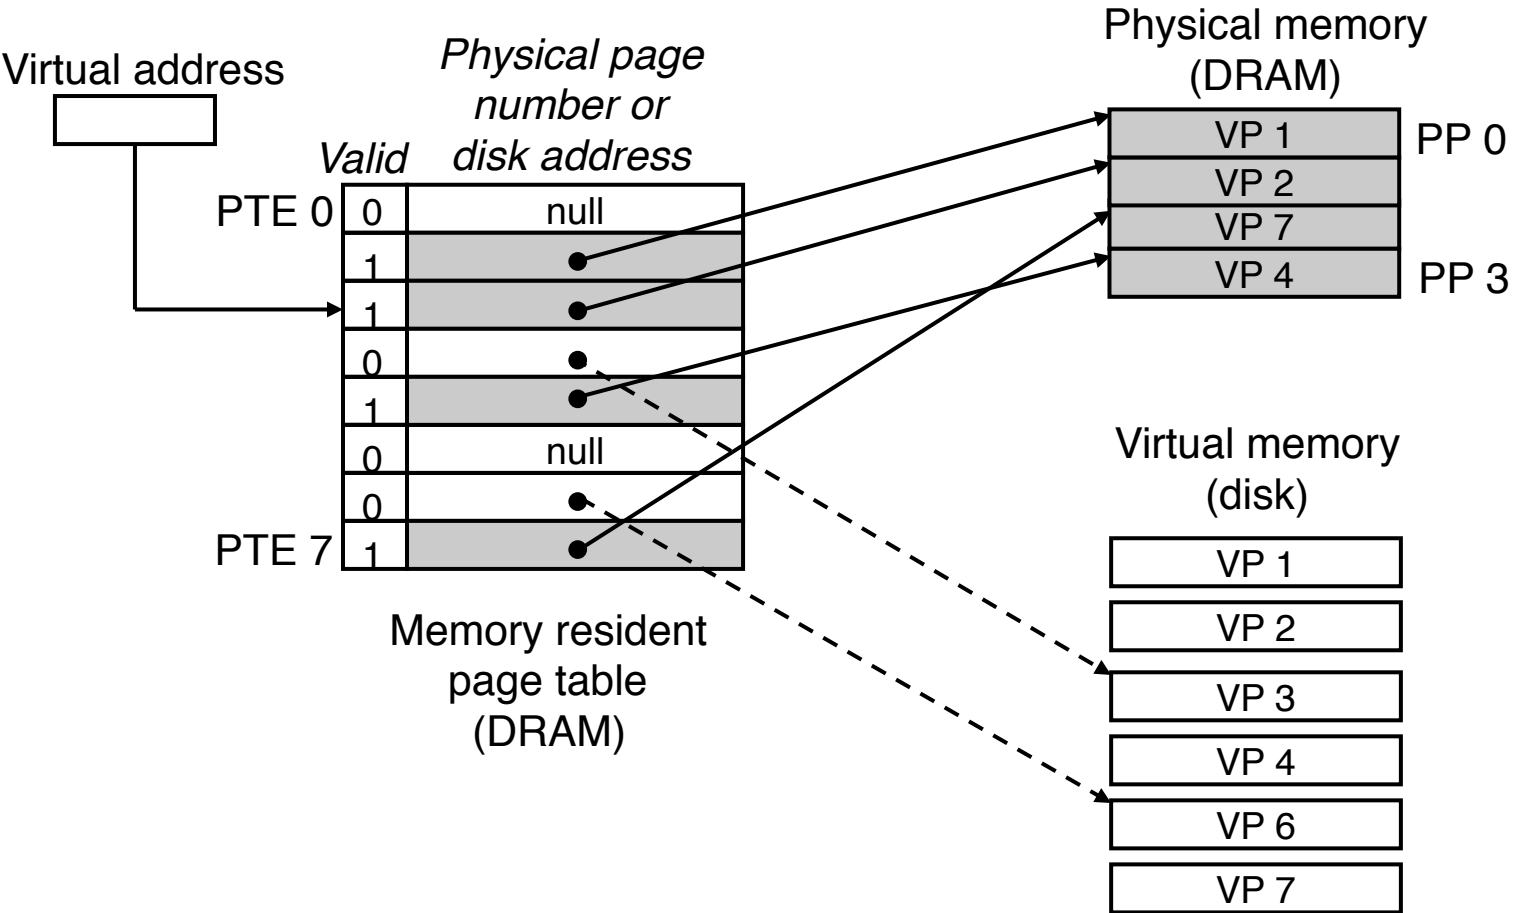 Virtual address
Physical page
number or
disk address
Valid
PTE 0
0
null
1
1
0
1
0
null
0
PTE 7
1
Memory resident
page table
(DRAM)
Physical memory
(DRAM)
VP 1
PP 0
VP 2
VP 7
VP 4
PP 3
Virtual memory
(disk)
VP 1
VP 2
VP 3
VP 4
VP 6
VP 7